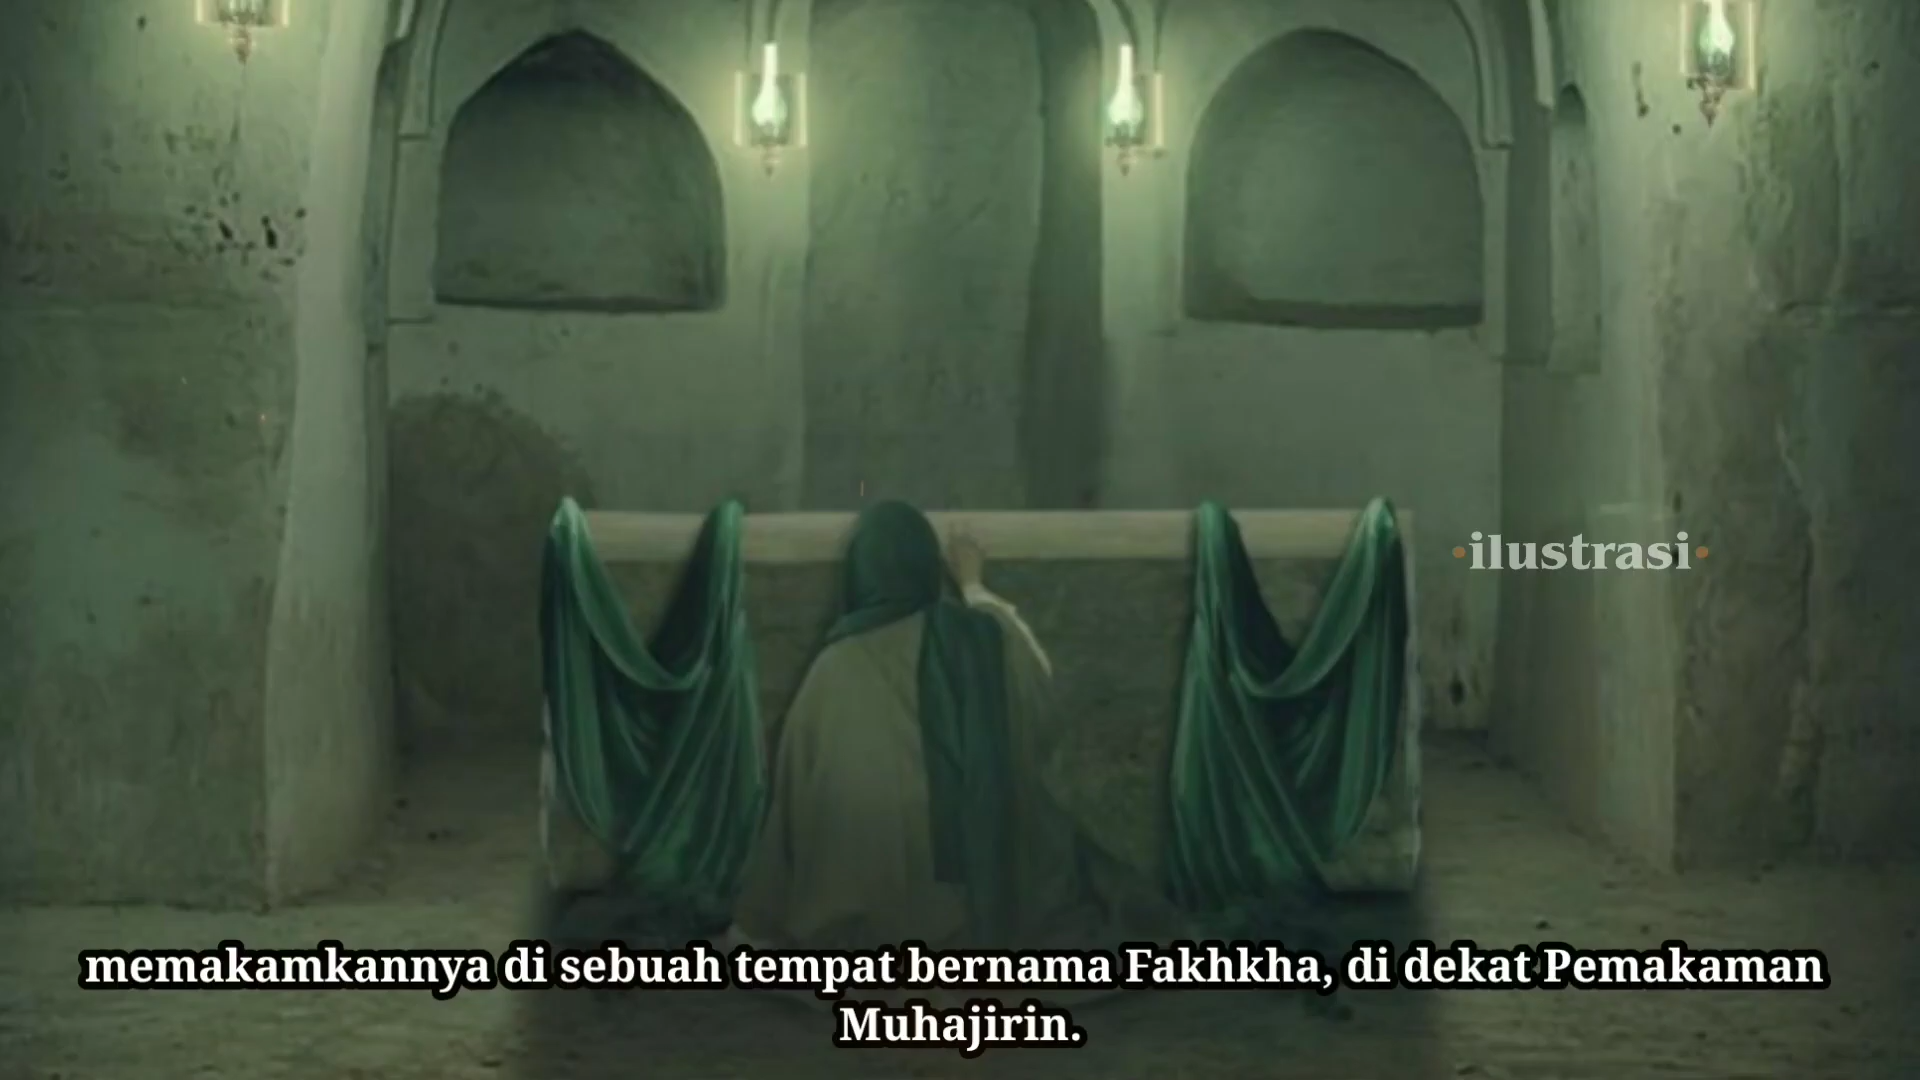 •ilustrasi•
memakamkannya di sebuah tempat bernama Fakhkha, di dekat Pemakaman
Muhajirin.